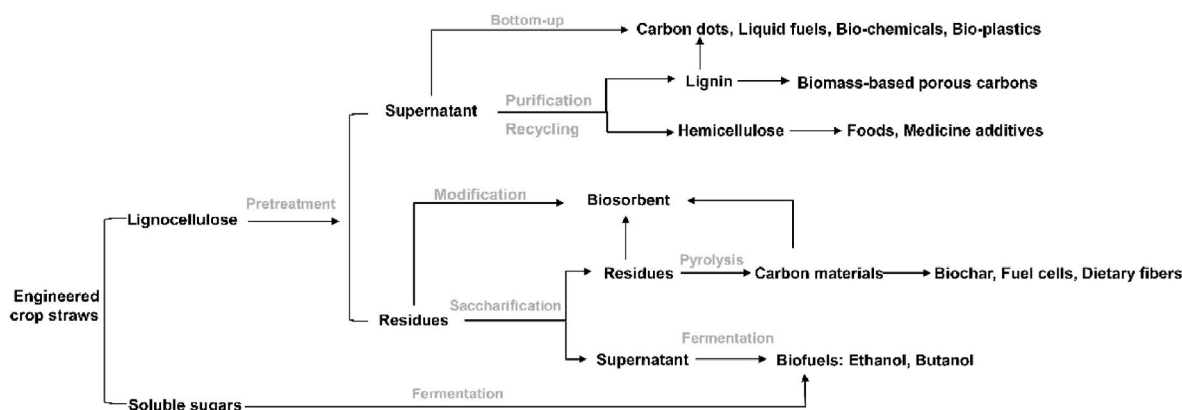 Bottom-up
Carbon dots, Liquid fuels, Bio-chemicals, Bio-plastics
Lignin
Biomass-based porous carbons
Supernatant
Purification
Recycling
Hemicellulose
Foods, Medicine additives
Modification
Biosorbent
Pretreatment
Lignocellulose
Pyrolysis
Residues
Carbon materials
Biochar, Fuel cells, Dietary fibers
Engineered
crop straws
Saccharification
Residues
Fermentation
Supernatant
Biofuels: Ethanol, Butanol
Fermentation
Soluble sugars